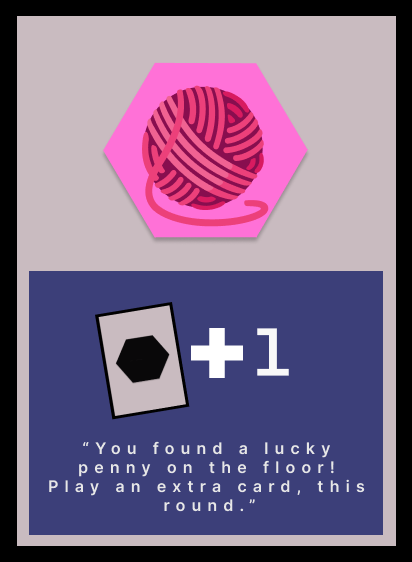 +1
“You found a lucky
penny on the floor!
Play an extra card, this
round.”